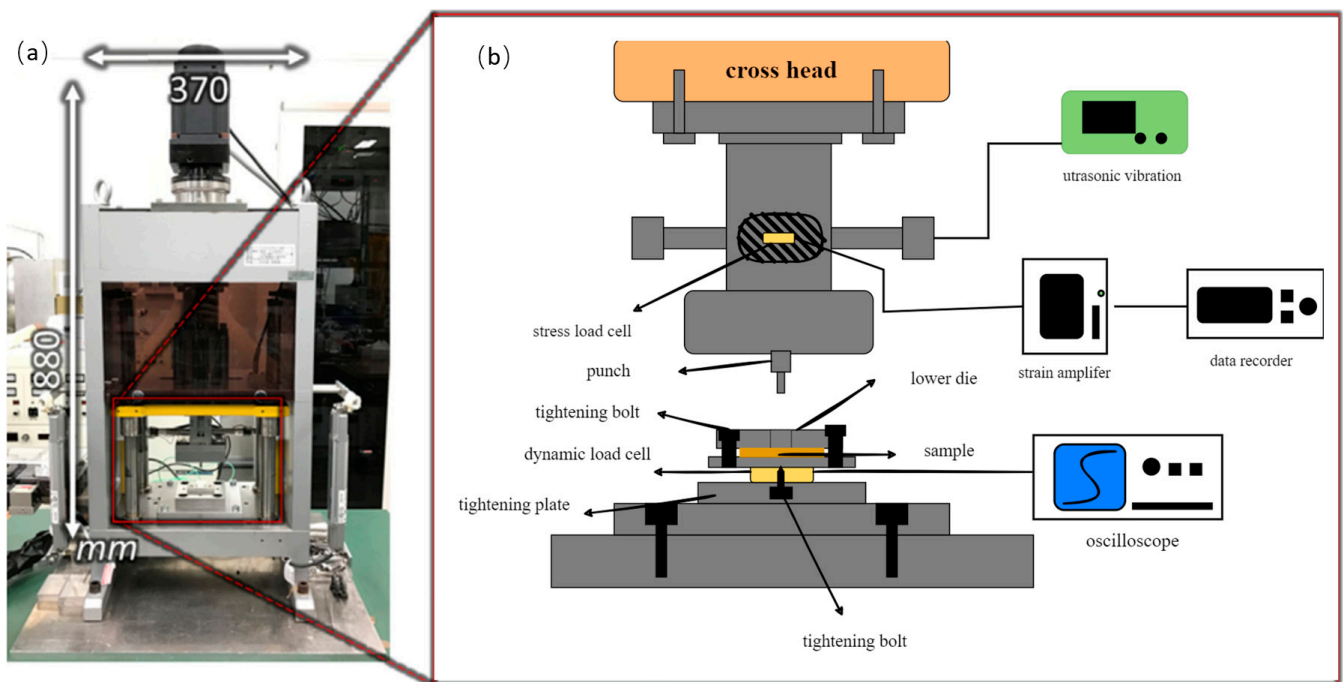 (a)
370
880
mm
(b)
cross head
utrasonic vibration
stress load cell
punch
lower die
strain amplifer
data recorder
tightening bolt
dynamic load cell
sample
tightening plate
oscilloscope
tightening bolt